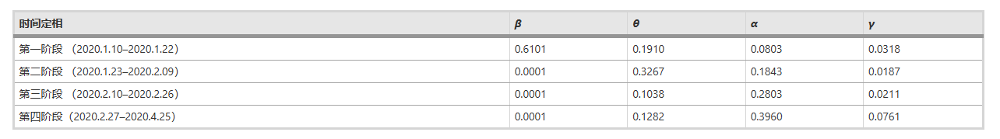 时间定相 β θ α γ
第一阶段 （2020.1.10–2020.1.22） 0.6101 0.1910 0.0803 0.0318
第二阶段 （2020.1.23–2020.2.09） 0.0001 0.3267 0.1843 0.0187
第三阶段 （2020.2.10–2020.2.26） 0.0001 0.1038 0.2803 0.0211
第四阶段（2020.2.27–2020.4.25） 0.0001 0.1282 0.3960 0.0761